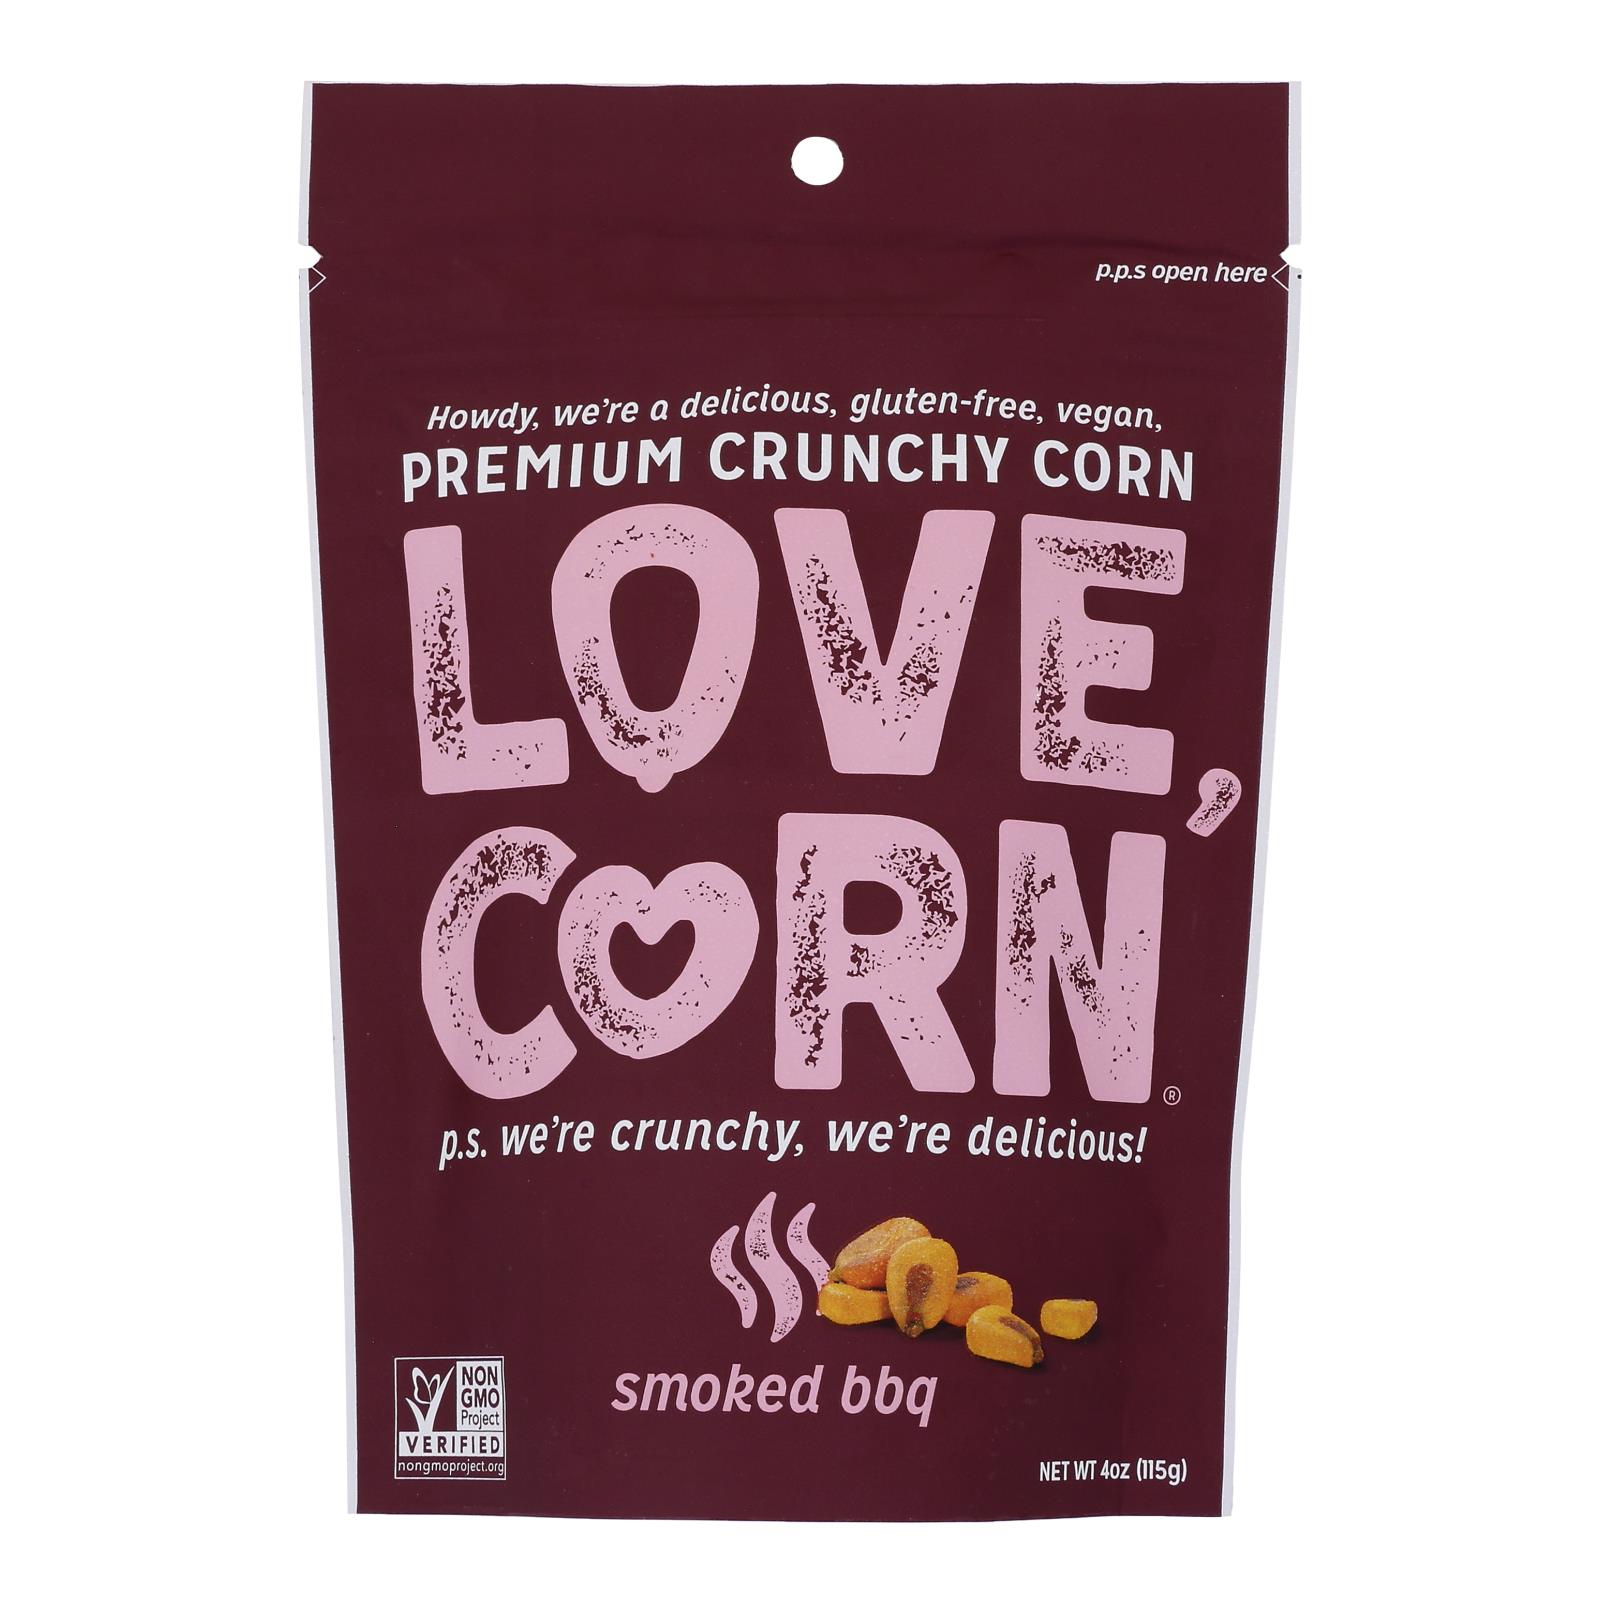 p.p.s open here
Howdy, we're a delicious, gluten-free, vegan,
PREMIUM CRUNCHY CORN
LOVE,
CORN®
p.s. we're crunchy, we're delicious!
smoked bbq
NON
GMO
Project
VERIFIED
nongmoproject.org
NET WT 4oz (115g)